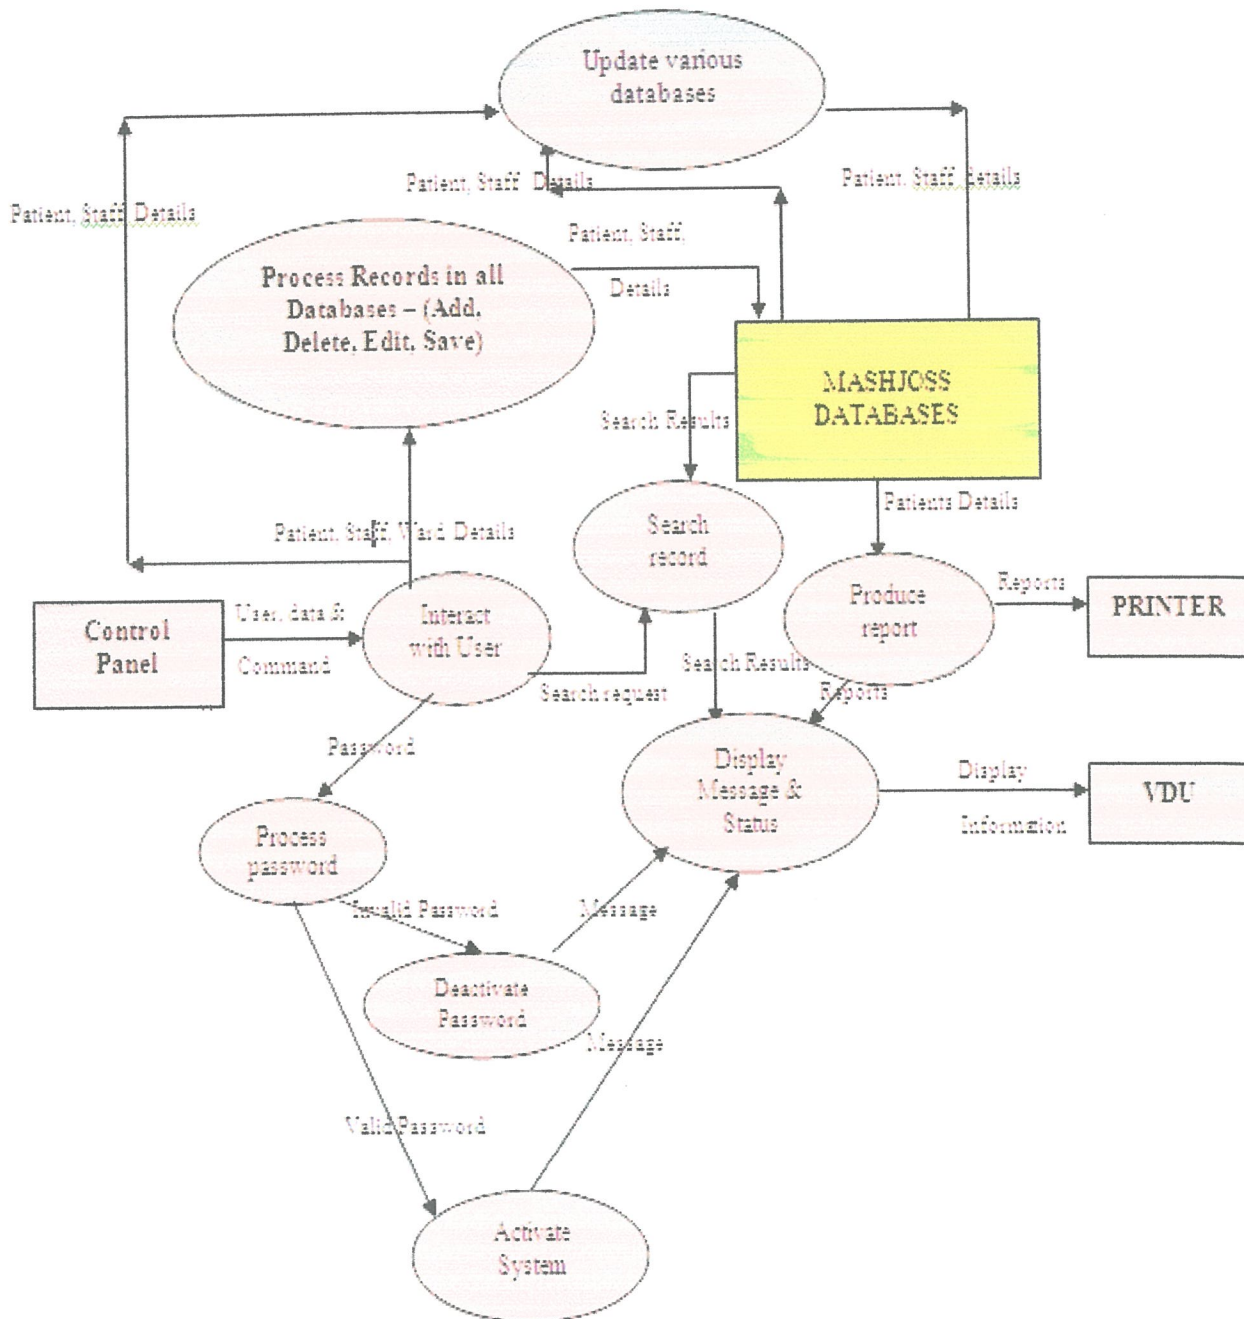 Update various
databases
Patient, Staff Details
Patient, Staff details
Patient, Staff Details
Patient, Staff,
Details
Process Records in all
Databases – (Add,
Delete, Edit, Save)
MASHJOSS
DATABASES
Search Results
Patients Details
Patient, Staff, Ward Details
Search
record
Control
Panel
User, data &
Command
Interact
with User
Search request
Produce
report
Reports
PRINTER
Search Results
Reports
Password
Display
Message &
Status
Display
Information
VDU
Process
password
Invalid Password
Message
Deactivate
Password
Message
Valid Password
Activate
System